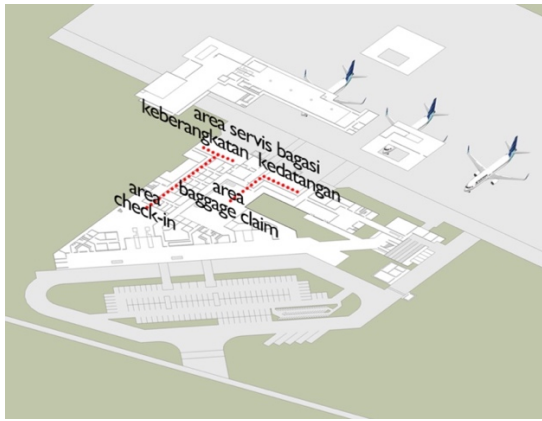 area servis bagasi
keberangkatan kedatangan
area
check-in
area
baggage claim